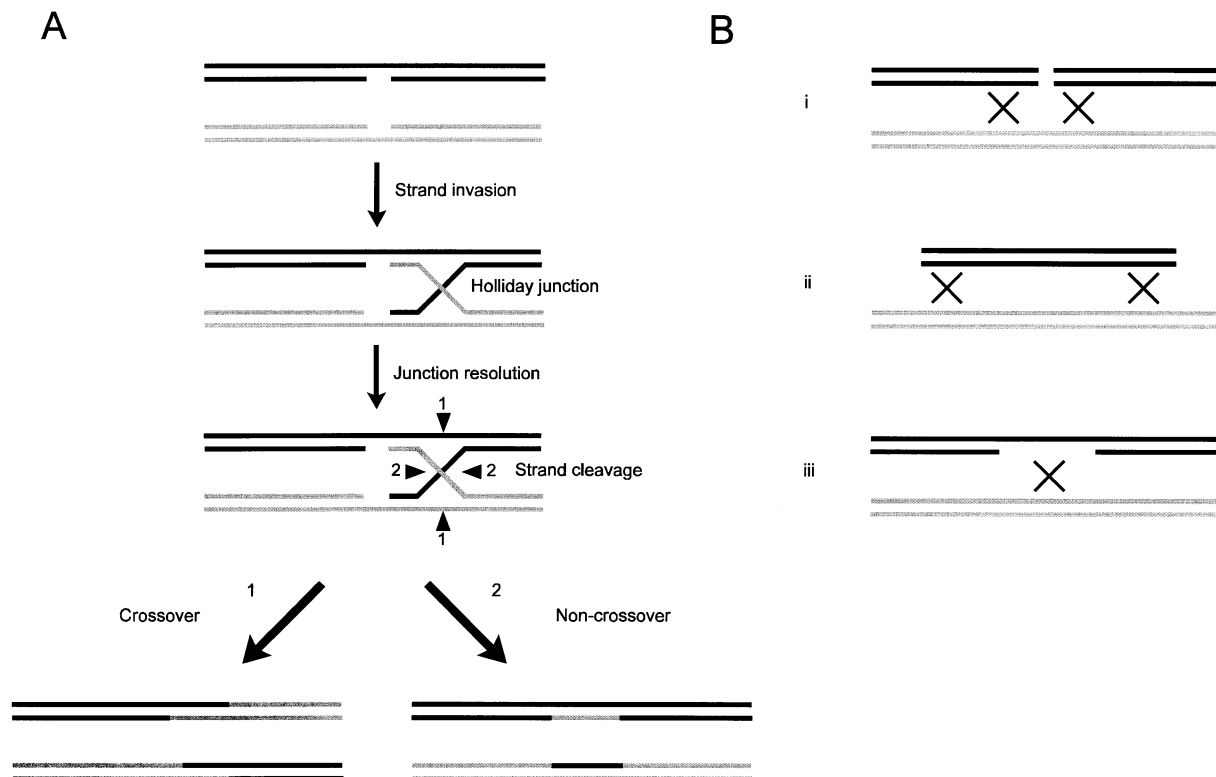 A
Strand invasion
Holliday junction
Junction resolution
1
2
2
Strand cleavage
1
1
Crossover
2
Non-crossover
B
i
ii
iii